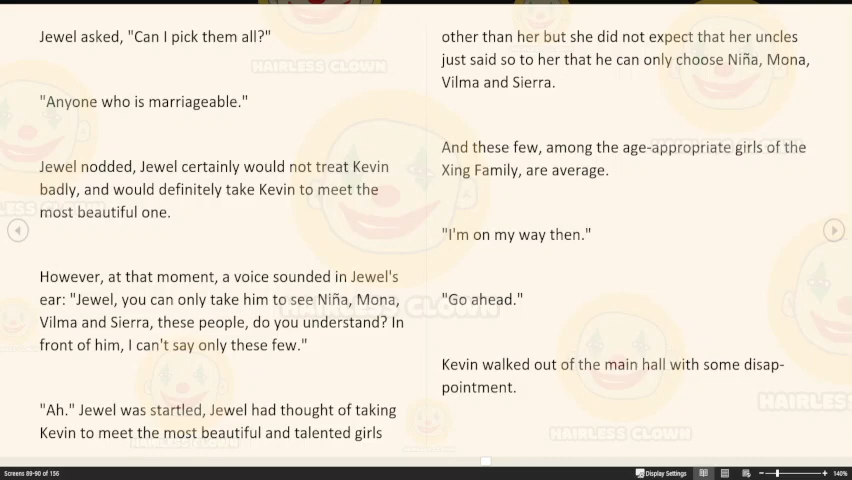 Jewel asked, "Can I pick them all?"
"Anyone who is marriageable."
Jewel nodded, Jewel certainly would not treat Kevin
badly, and would definitely take Kevin to meet the
most beautiful one.
However, at that moment, a voice sounded in Jewel's
ear: "Jewel, you can only take him to see Niña, Mona,
Vilma and Sierra, these people, do you understand? In
front of him, I can't say only these few."
"Ah." Jewel was startled, Jewel had thought of taking
Kevin to meet the most beautiful and talented girls
other than her but she did not expect that her uncles
just said so to her that he can only choose Niña, Mona,
Vilma and Sierra.
And these few, among the age-appropriate girls of the
Xing Family, are average.
"I'm on my way then."
"Go ahead."
Kevin walked out of the main hall with some disap-
pointment.
HAIRLESS CLOWN
HAIRLESS CLOWN
HAIRLESS CLOWN
Screens 89-90 of 156
Display Settings
140%